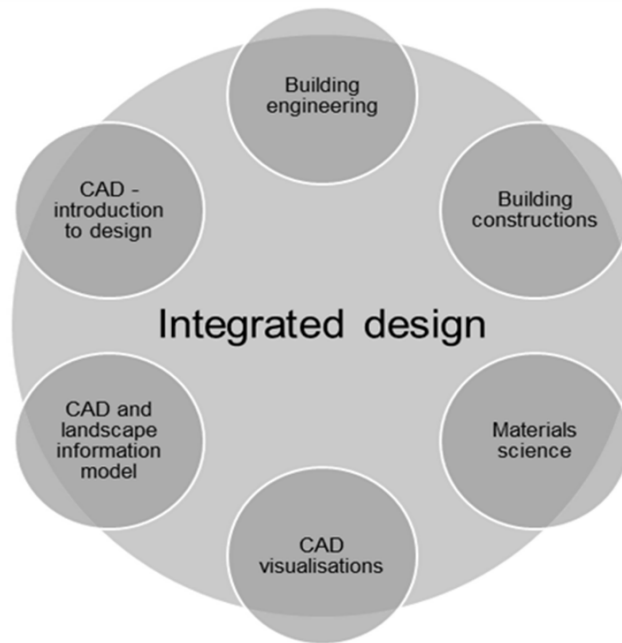 Building
engineering
CAD -
introduction
to design
Building
constructions
Integrated design
CAD and
landscape
information
model
Materials
science
CAD
visualisations